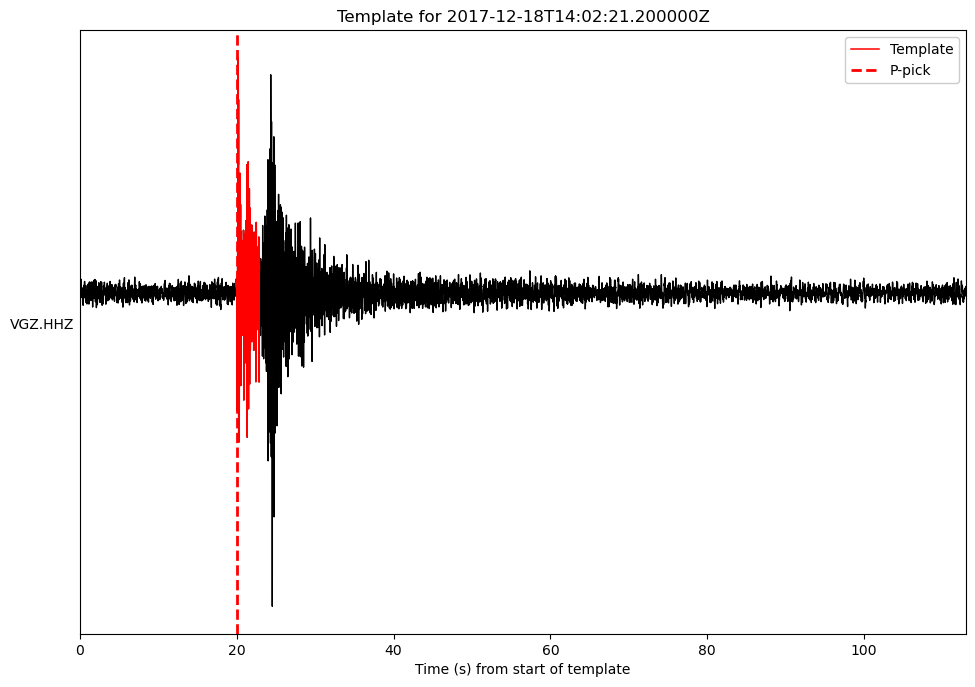 Template for 2017-12-18T14:02:21.200000Z
Template
P-pick
VGZ.HHZ
0 20 40 60 80 100
Time (s) from start of template